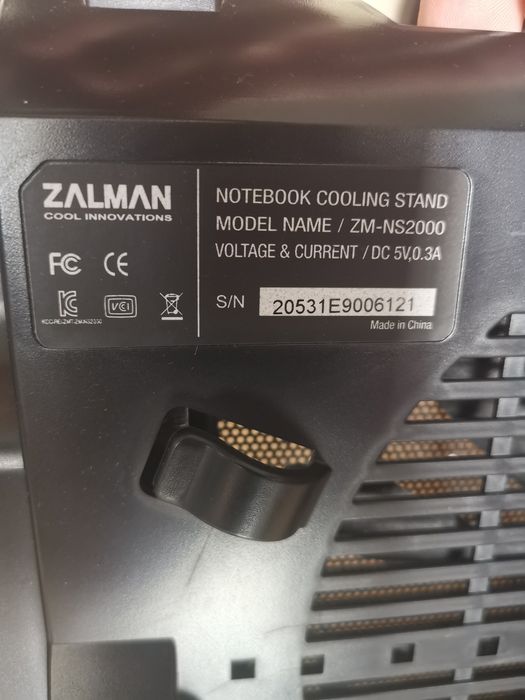 ZALMAN
COOL INNOVATIONS
FC CE
VCI
NOTEBOOK COOLING STAND
MODEL NAME / ZM-NS2000
VOLTAGE & CURRENT / DC 5V,0.3A
S/N 20531E9006121
Made in China